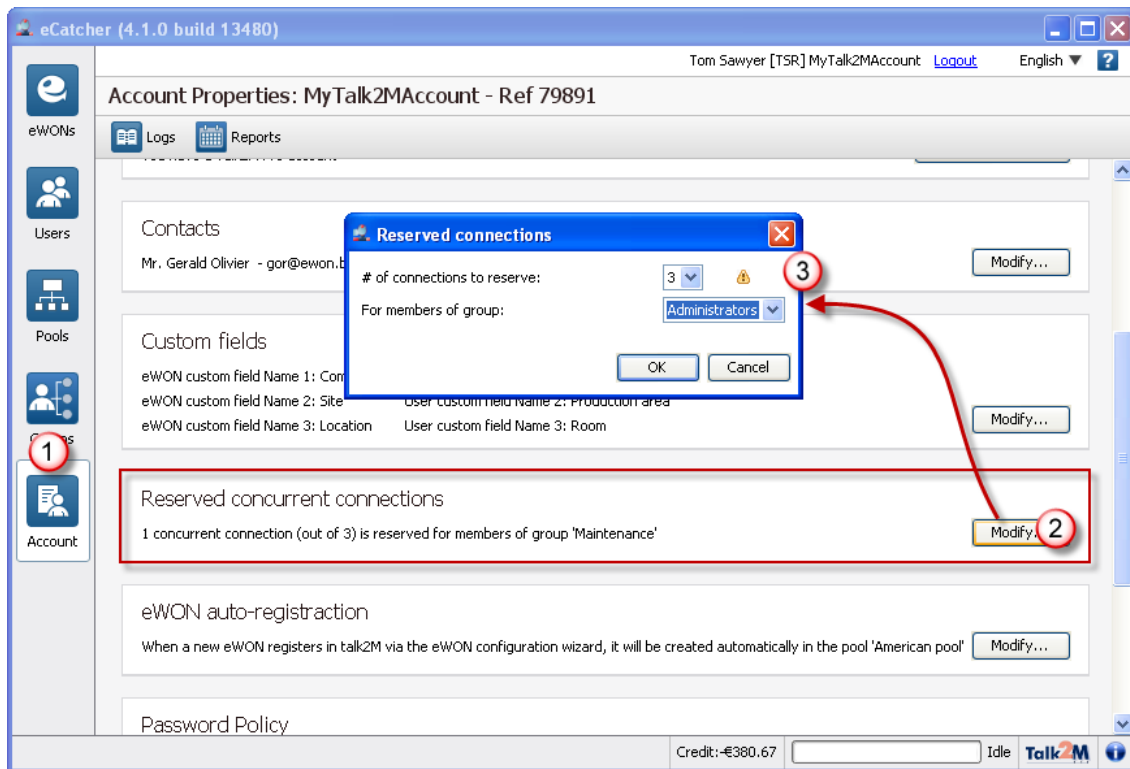 eCatcher (4.1.0 build 13480)
Tom Sawyer [TSR] MyTalk2MAccount Logout English ?
Account Properties: MyTalk2MAccount - Ref 79891
Logs Reports
eWONs
Users
Pools
1
Account
Contacts
Mr. Gerald Olivier - gor@ewon.b
Modify...
Reserved connections
# of connections to reserve: 3
3
For members of group: Administrators
OK Cancel
Custom fields
eWON custom field Name 1: Com
eWON custom field Name 2: Site User custom field Name 2: Production area
eWON custom field Name 3: Location User custom field Name 3: Room
Modify...
Reserved concurrent connections
1 concurrent connection (out of 3) is reserved for members of group 'Maintenance'
Modify
2
eWON auto-registraction
When a new eWON registers in talk2M via the eWON configuration wizard, it will be created automatically in the pool 'American pool'
Modify...
Password Policy
Credit:-€380.67 Idle Talk2M